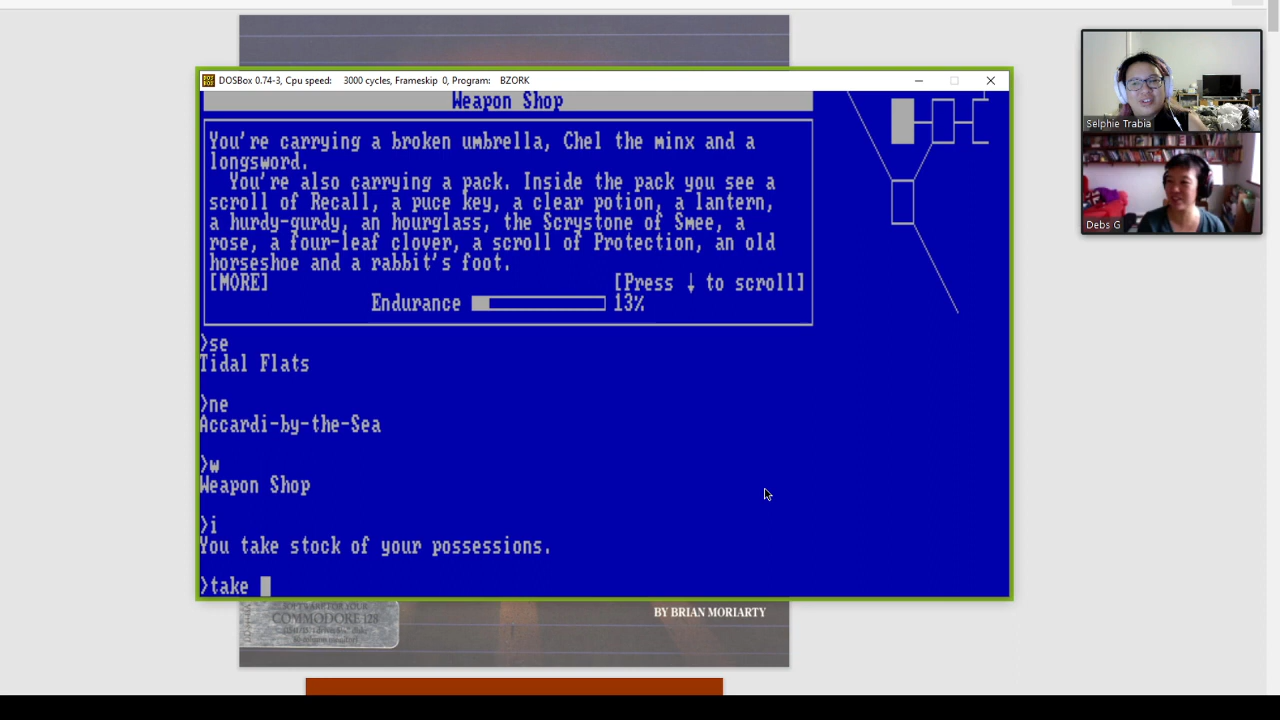 DOSBox 0.74-3, Cpu speed: 3000 cycles, Frameskip 0, Program: BZORK
Weapon Shop
You're carrying a broken umbrella, Chel the minx and a
longsword.
You're also carrying a pack. Inside the pack you see a
scroll of Recall, a puce key, a clear potion, a lantern,
a hurdy-gurdy, an hourglass, the Scrystone of Smee, a
rose, a four-leaf clover, a scroll of Protection, an old
horseshoe and a rabbit's foot.
[MORE] [Press ↓ to scroll]
Endurance 13%
>se
Tidal Flats
>ne
Accardi-by-the-Sea
>w
Weapon Shop
>i
You take stock of your possessions.
>take
SOFTWARE FOR YOUR
COMMODORE 128
BY BRIAN MORIARTY
Selphie Trabia
Debs G